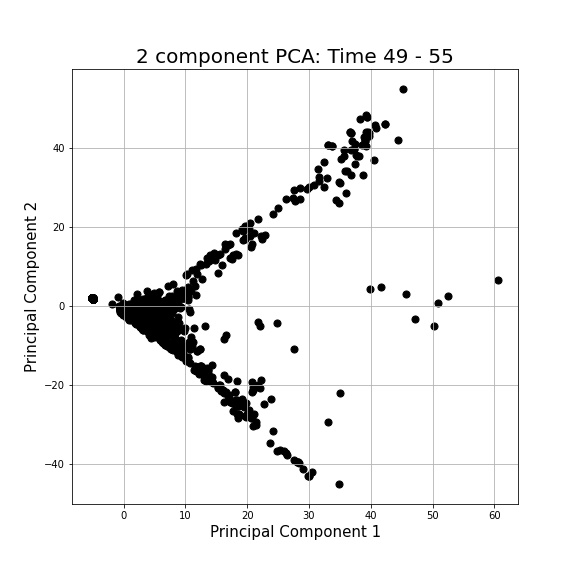 2 component PCA: Time 49 - 55
Principal Component 2
40
20
0
−20
−40
0 10 20 30 40 50 60
Principal Component 1